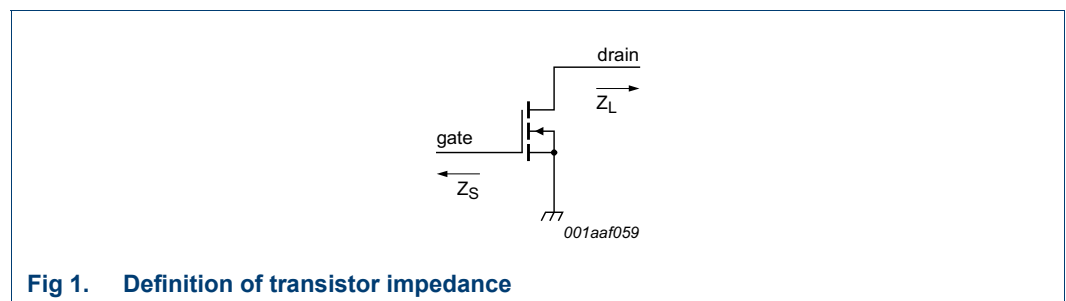 drain
Z_L
gate
Z_S
001aaf059
Fig 1. Definition of transistor impedance